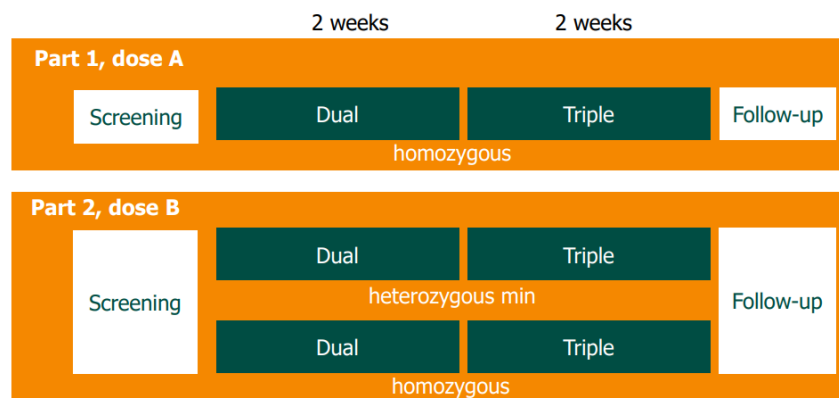 2 weeks 2 weeks
Part 1, dose A
Screening Dual Triple Follow-up
homozygous
Part 2, dose B
Dual Triple
Screening heterozygous min Follow-up
Dual Triple
homozygous